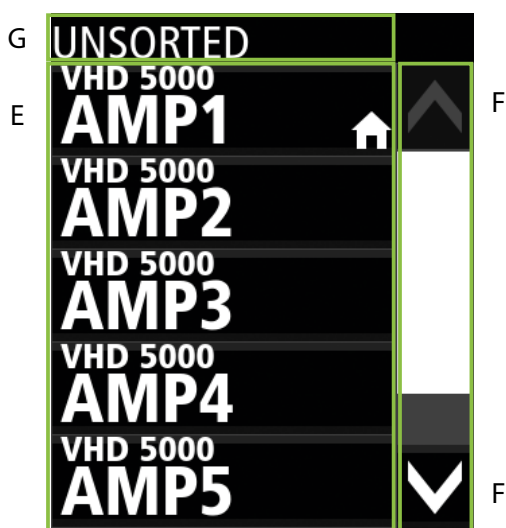 G
UNSORTED
E
F
VHD 5000
AMP1
VHD 5000
AMP2
VHD 5000
AMP3
VHD 5000
AMP4
VHD 5000
AMP5
F